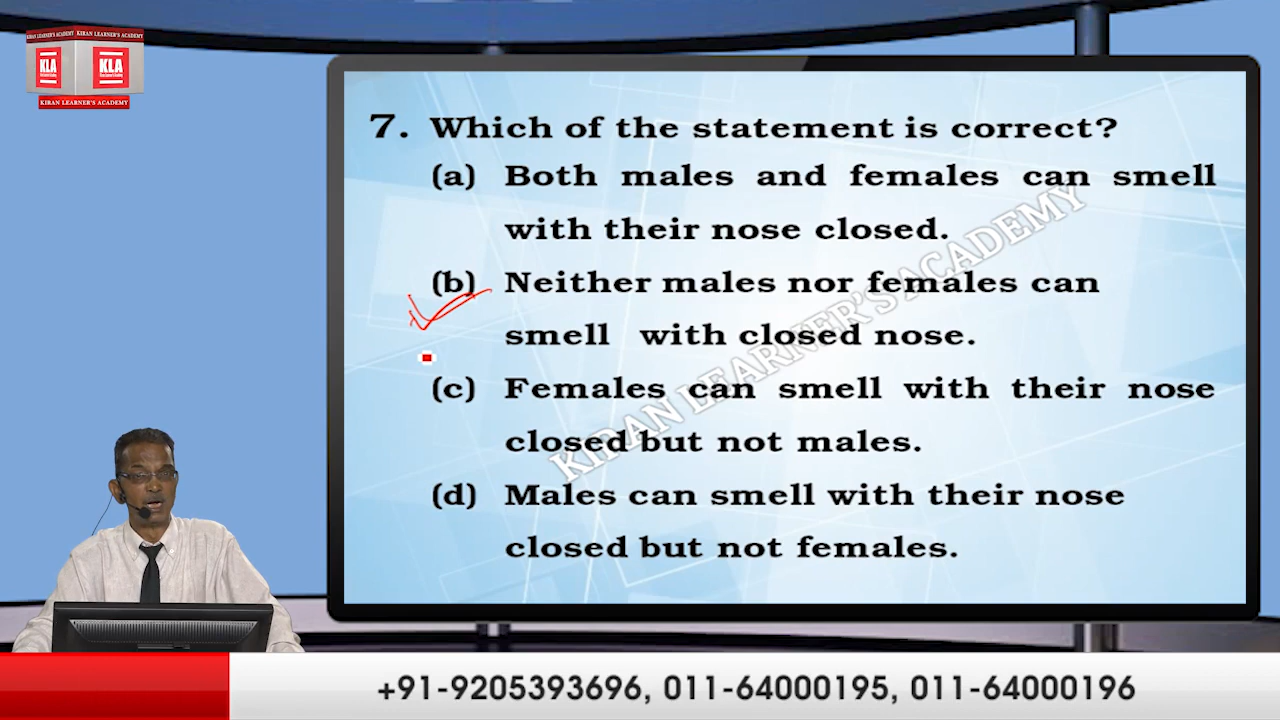 KIRAN LEARNER'S ACADEMY KIRAN LEARNER'S ACADEMY
KLA KLA
KIRAN LEARNER'S ACADEMY
7. Which of the statement is correct?
(a) Both males and females can smell
with their nose closed.
(b) Neither males nor females can
smell with closed nose.
(c) Females can smell with their nose
closed but not males.
(d) Males can smell with their nose
closed but not females.
KIRAN LEARNER'S ACADEMY
+91-9205393696, 011-64000195, 011-64000196